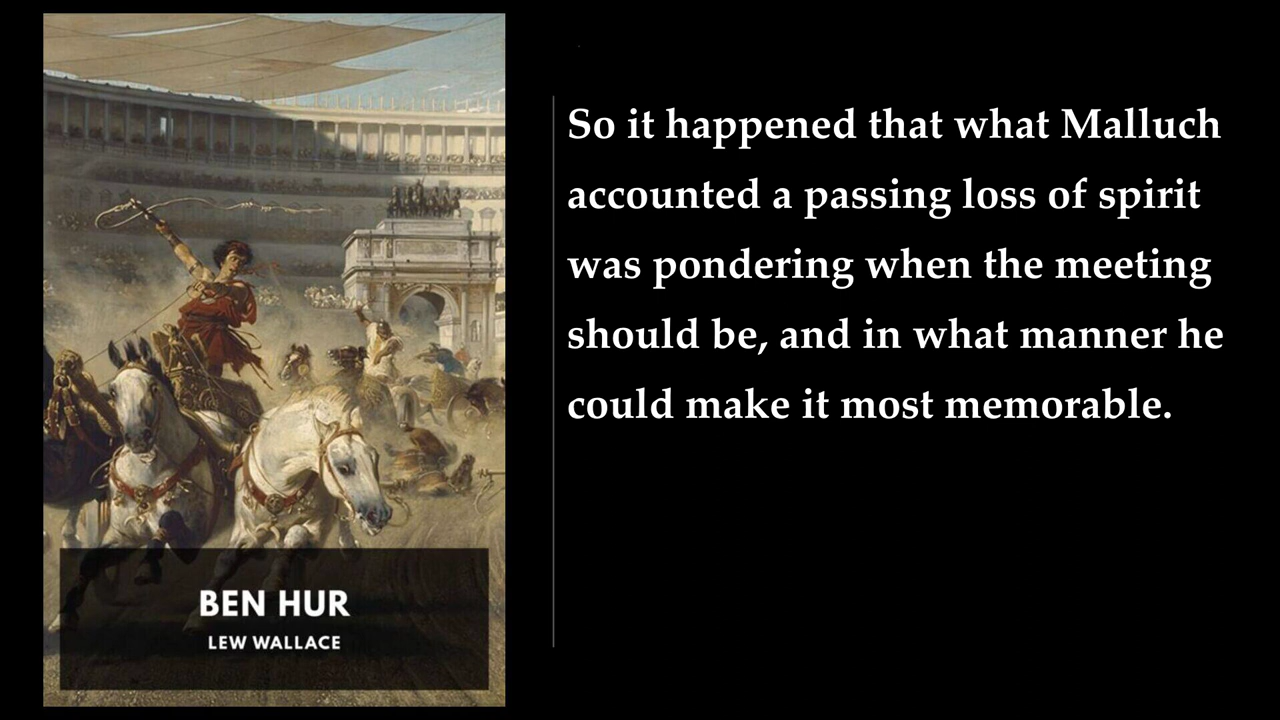 BEN HUR
LEW WALLACE
So it happened that what Malluch
accounted a passing loss of spirit
was pondering when the meeting
should be, and in what manner he
could make it most memorable.